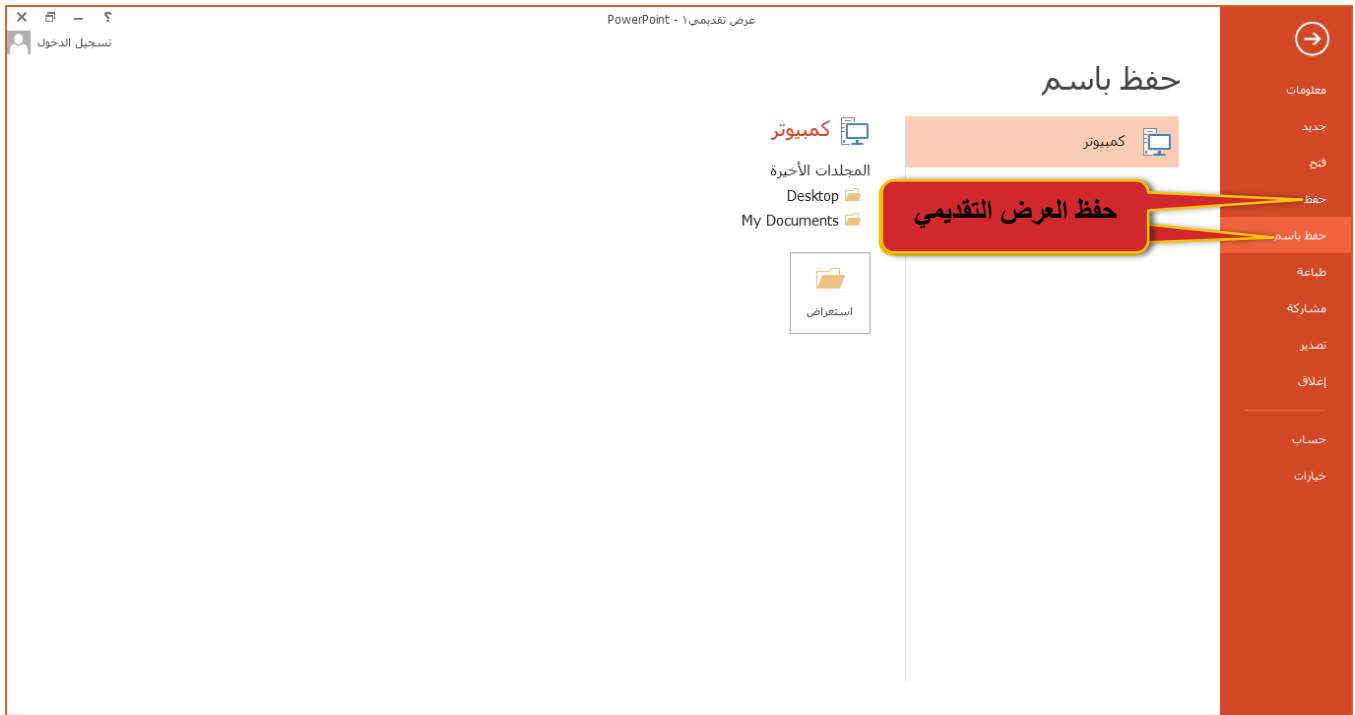 عرض تقديمي١ - PowerPoint
؟
تسجيل الدخول
حفظ باسم
معلومات
جديد
فتح
حفظ
حفظ باسم
طباعة
مشاركة
تصدير
إغلاق
حساب
خيارات
كمبيوتر
كمبيوتر
المجلدات الأخيرة
Desktop
My Documents
استعراض
حفظ العرض التقديمي